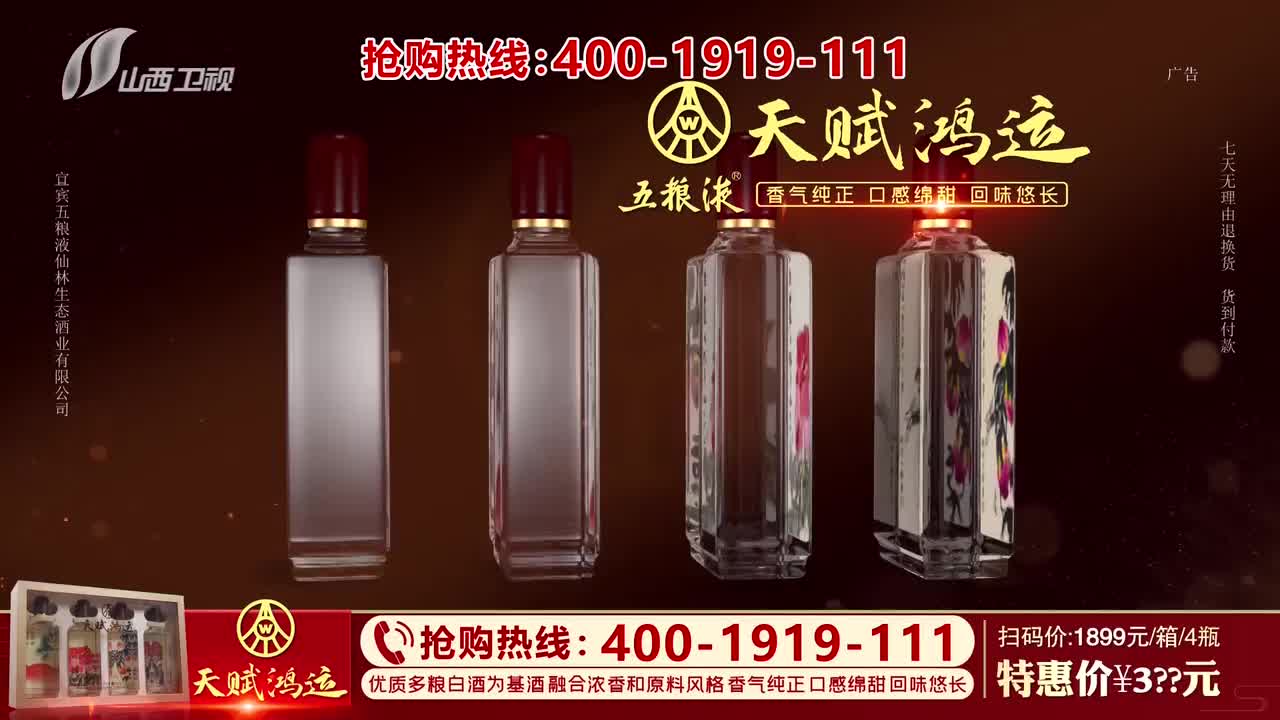 山西卫视
抢购热线:400-1919-111
广告
天赋鸿运
五粮液®
香气纯正 口感绵甜 回味悠长
宜宾五粮液仙林生态酒业有限公司
七天无理由退换货 货到付款
天赋鸿运
天赋鸿运
抢购热线:400-1919-111
优质多粮白酒为基酒 融合浓香和原料风格 香气纯正 口感绵甜 回味悠长
扫码价:1899元/箱/4瓶
特惠价¥3??元